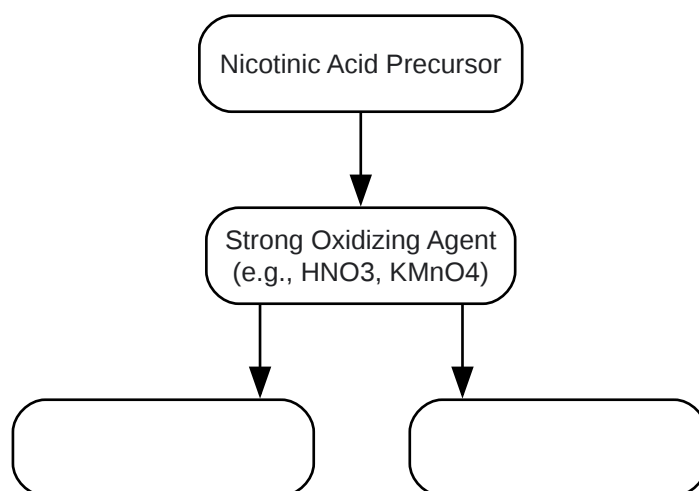 Nicotinic Acid Precursor
Strong Oxidizing Agent
(e.g., HNO3, KMnO4)